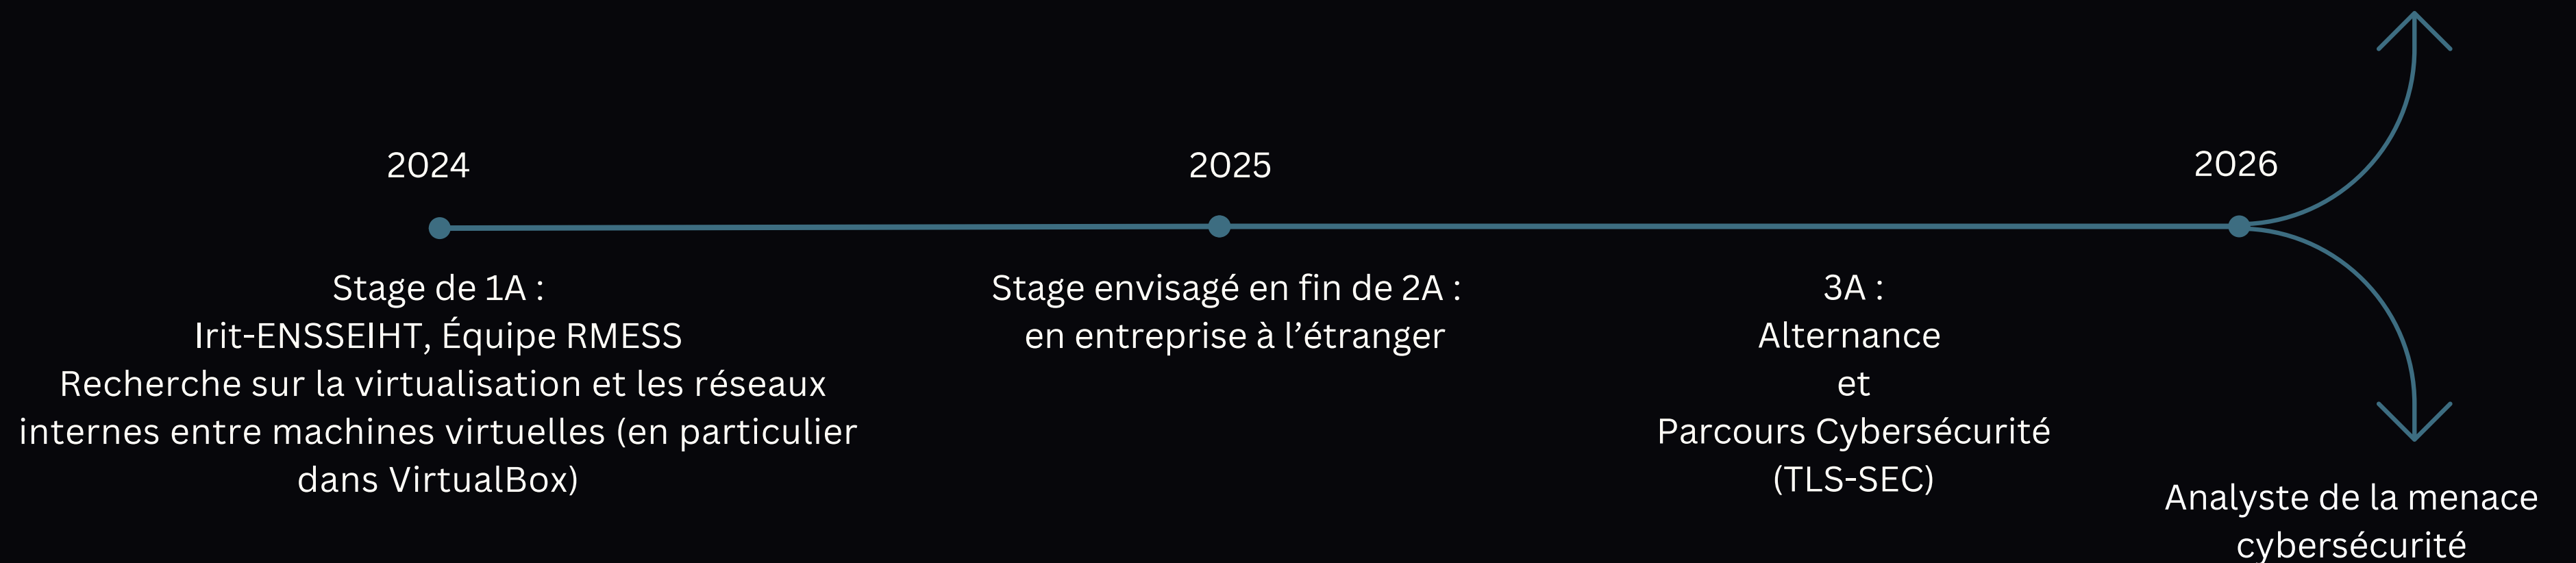 2024
2025
2026
Stage de 1A :
Irit-ENSSEIHT, Équipe RMESS
Recherche sur la virtualisation et les réseaux
internes entre machines virtuelles (en particulier
dans VirtualBox)
Stage envisagé en fin de 2A :
en entreprise à l’étranger
3A :
Alternance
et
Parcours Cybersécurité
(TLS-SEC)
Analyste de la menace
cybersécurité